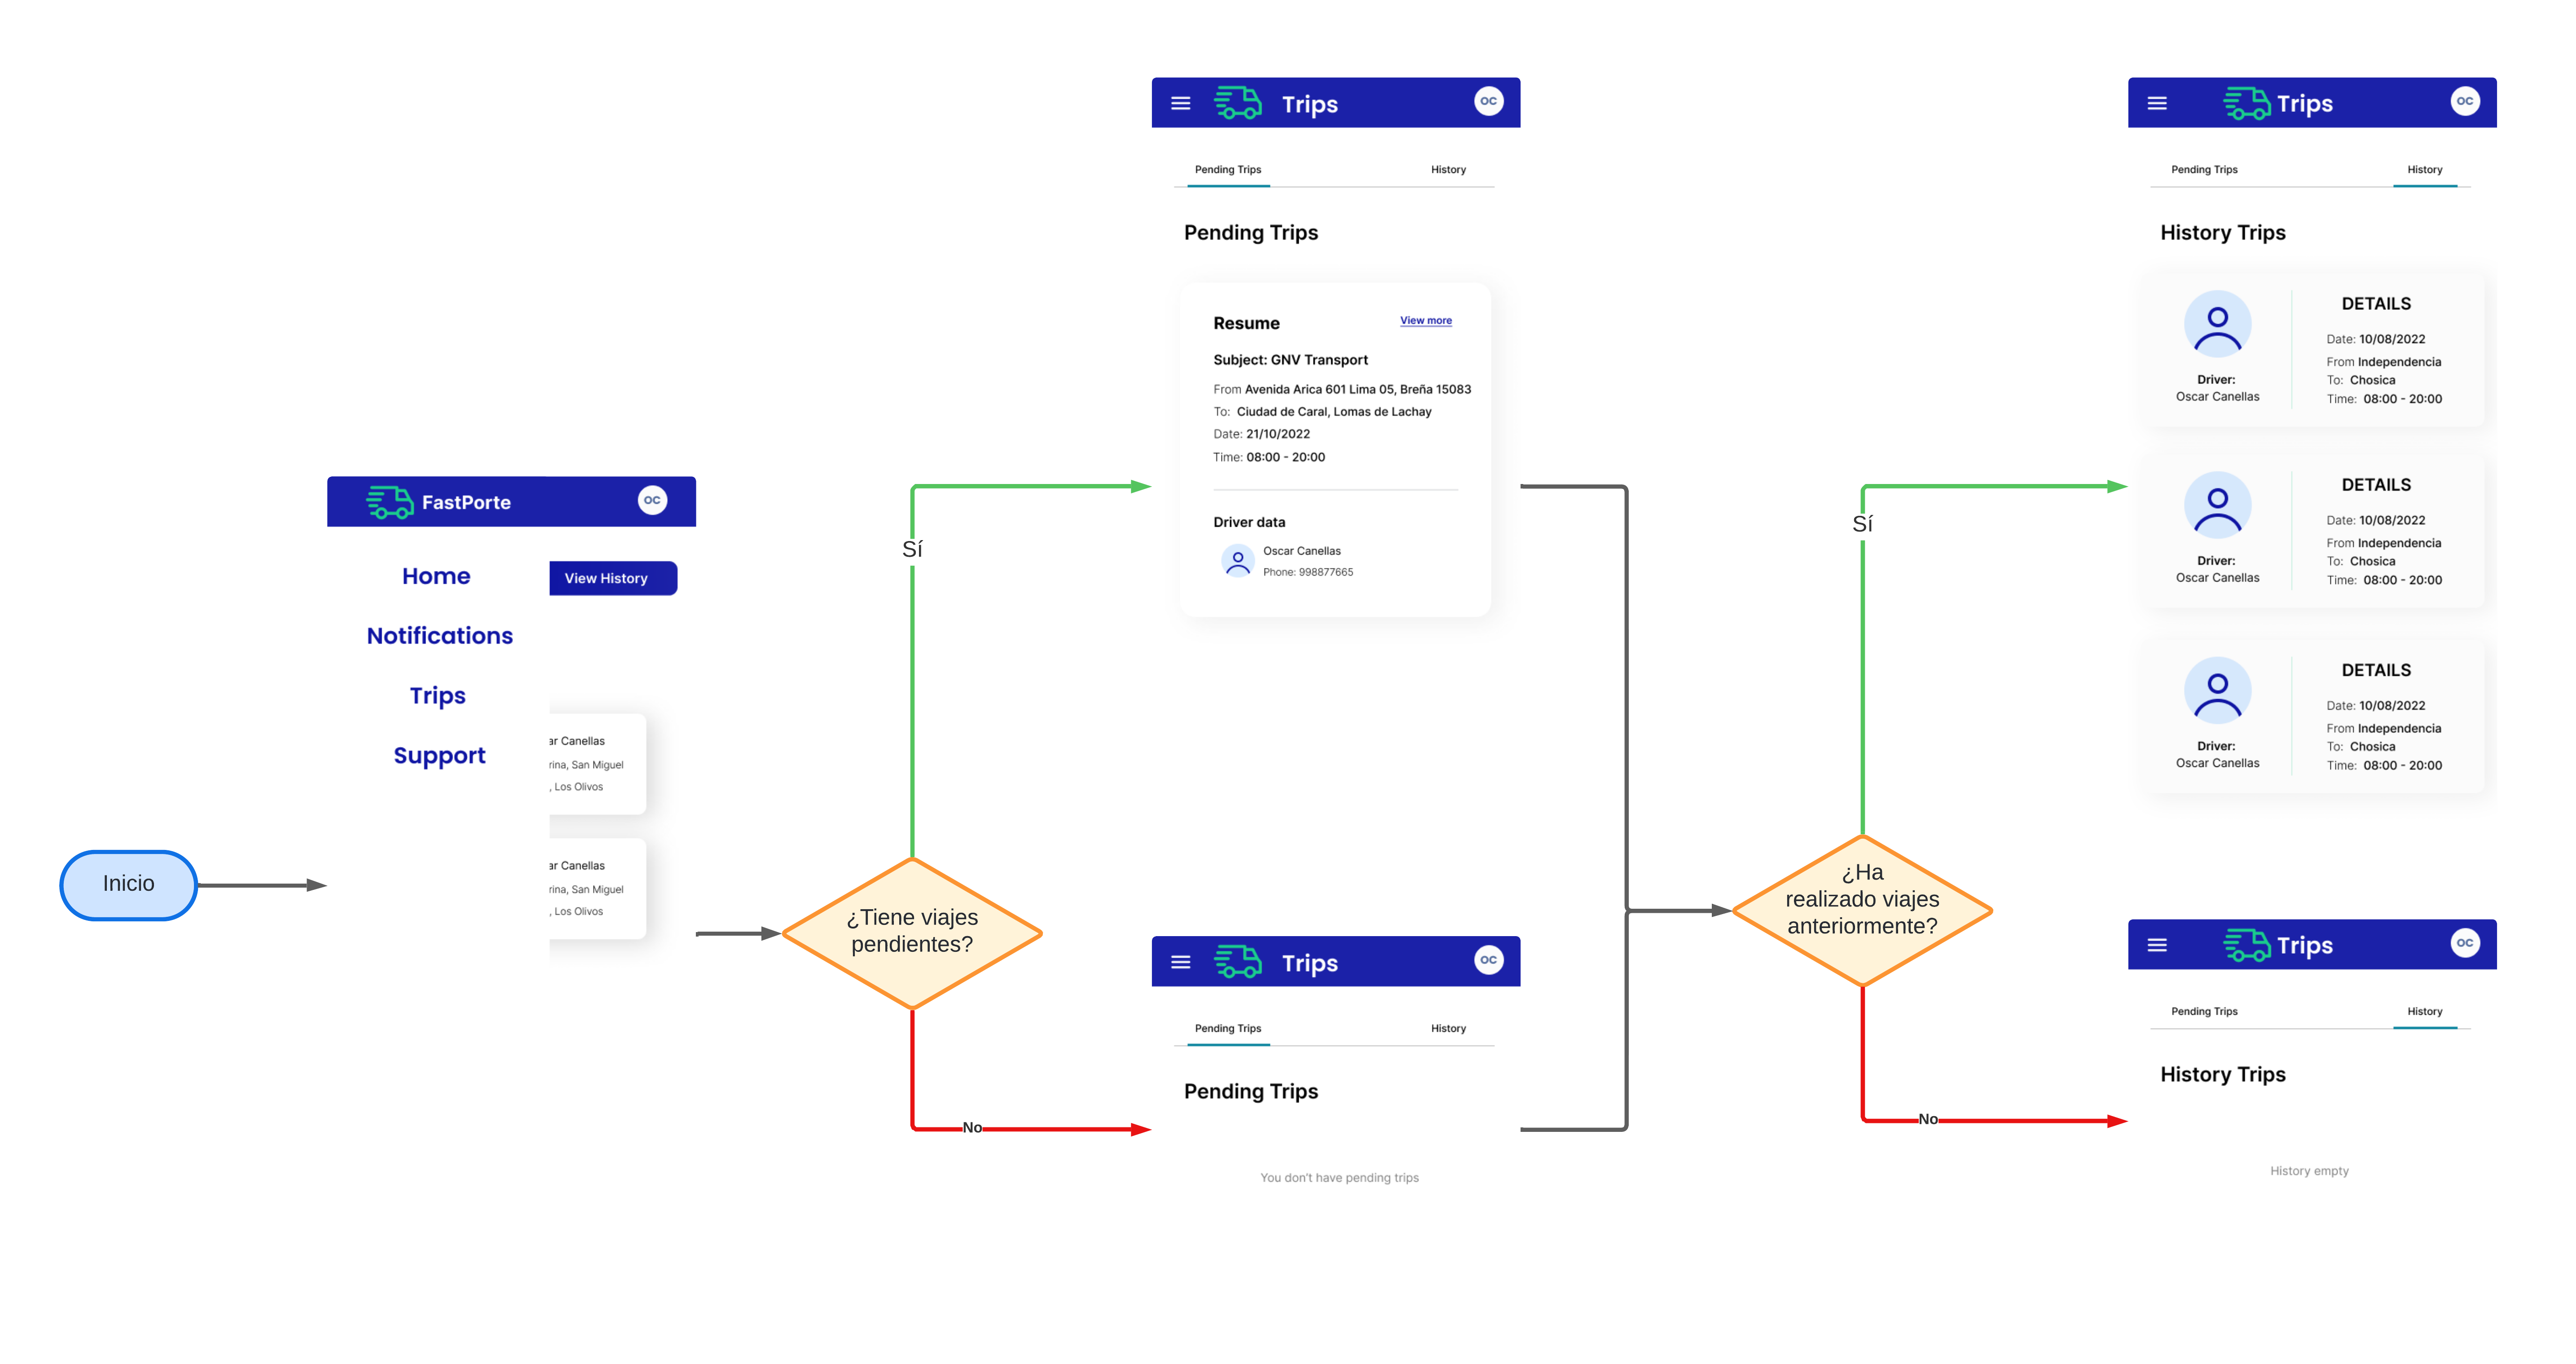 Inicio
FastPorte
OC
Home
Notifications
Trips
Support
View History
ar Canellas
rina, San Miguel
, Los Olivos
ar Canellas
rina, San Miguel
, Los Olivos
¿Tiene viajes
pendientes?
Sí
No
Trips
OC
Pending Trips
History
Pending Trips
Resume
View more
Subject: GNV Transport
From Avenida Arica 601 Lima 05, Breña 15083
To: Ciudad de Caral, Lomas de Lachay
Date: 21/10/2022
Time: 08:00 - 20:00
Driver data
Oscar Canellas
Phone: 998877665
Trips
OC
Pending Trips
History
Pending Trips
You don't have pending trips
¿Ha
realizado viajes
anteriormente?
Sí
No
Trips
OC
Pending Trips
History
History Trips
Driver:
Oscar Canellas
DETAILS
Date: 10/08/2022
From Independencia
To: Chosica
Time: 08:00 - 20:00
Driver:
Oscar Canellas
DETAILS
Date: 10/08/2022
From Independencia
To: Chosica
Time: 08:00 - 20:00
Driver:
Oscar Canellas
DETAILS
Date: 10/08/2022
From Independencia
To: Chosica
Time: 08:00 - 20:00
Trips
OC
Pending Trips
History
History Trips
History empty